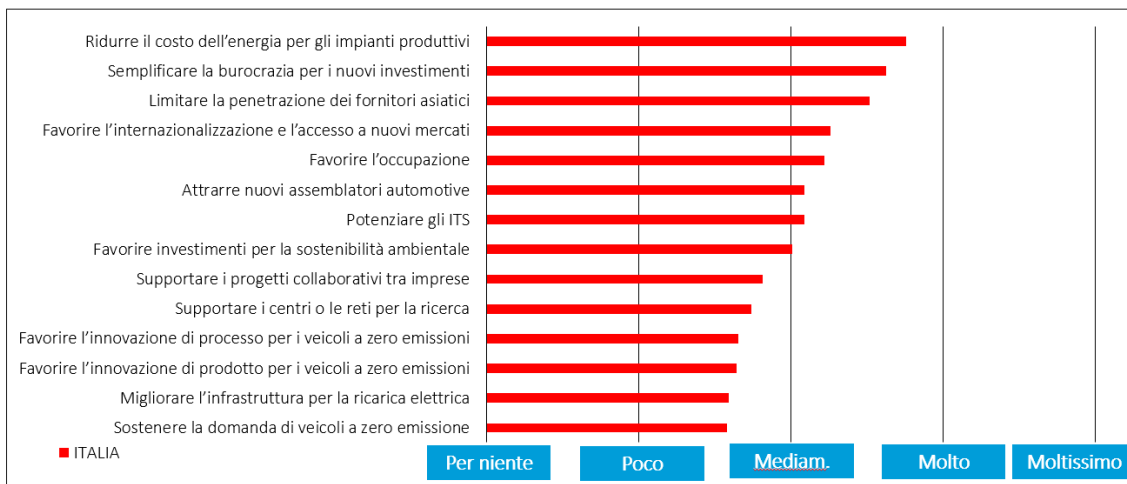 Ridurre il costo dell’energia per gli impianti produttivi
Semplificare la burocrazia per i nuovi investimenti
Limitare la penetrazione dei fornitori asiatici
Favorire l’internazionalizzazione e l’accesso a nuovi mercati
Favorire l’occupazione
Attrarre nuovi assemblatori automotive
Potenziare gli ITS
Favorire investimenti per la sostenibilità ambientale
Supportare i progetti collaborativi tra imprese
Supportare i centri o le reti per la ricerca
Favorire l’innovazione di processo per i veicoli a zero emissioni
Favorire l’innovazione di prodotto per i veicoli a zero emissioni
Migliorare l’infrastruttura per la ricarica elettrica
Sostenere la domanda di veicoli a zero emissione
ITALIA
Per niente Poco Mediam. Molto Moltissimo